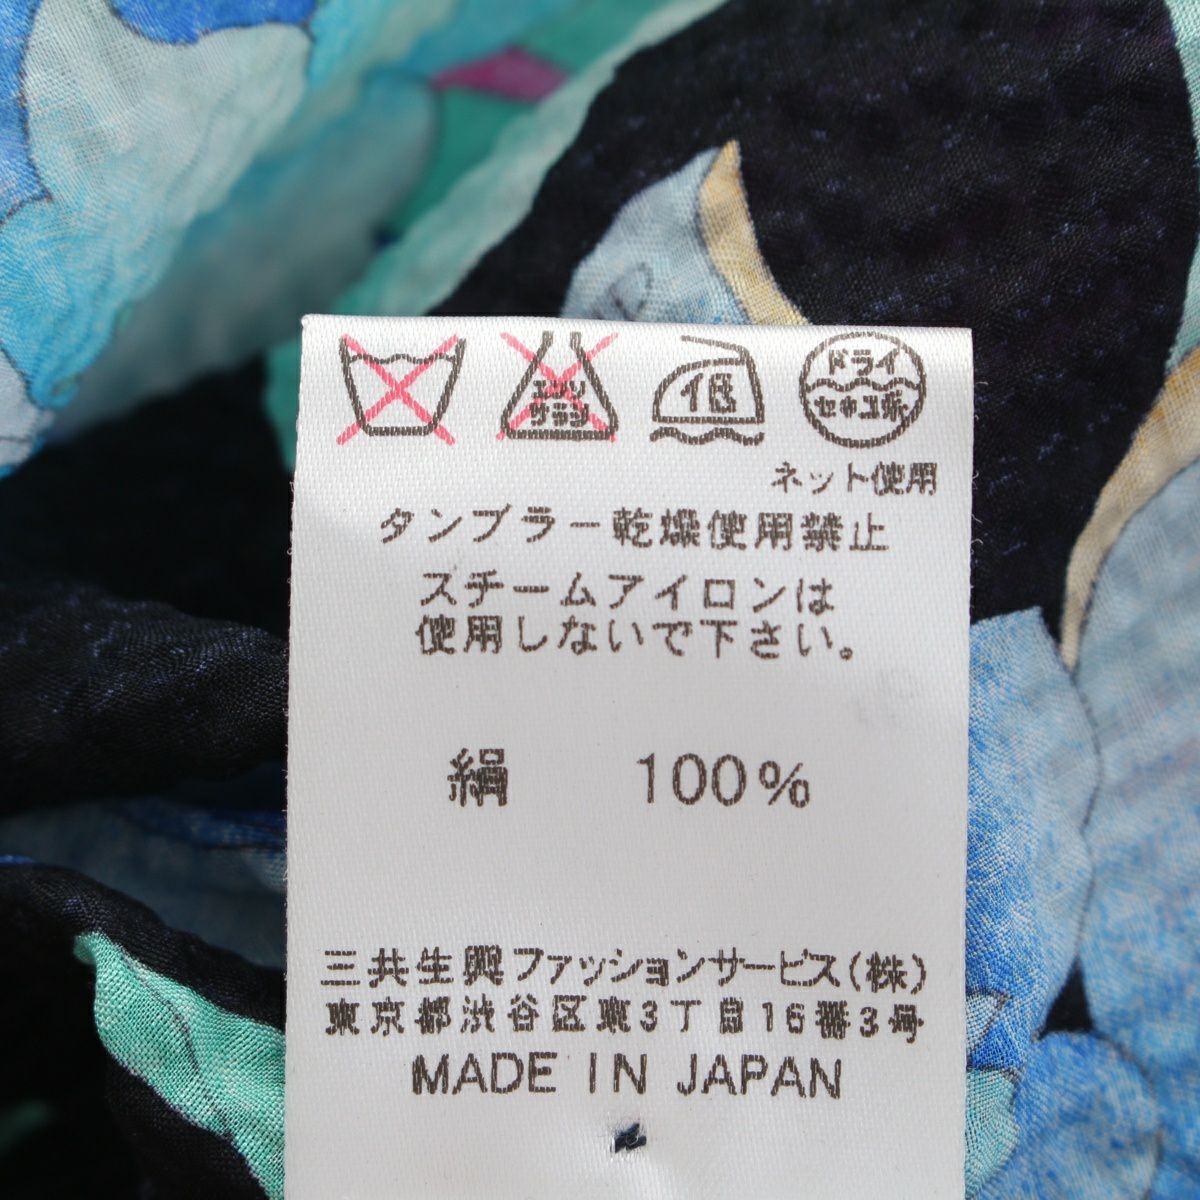 エンソ
サラシ
低
ドライ
セキユ系
ネット使用
タンブラー乾燥使用禁止
スチームアイロンは
使用しないで下さい。
絹 100%
三共生興ファッションサービス(株)
東京都渋谷区東3丁目16番3号
MADE IN JAPAN